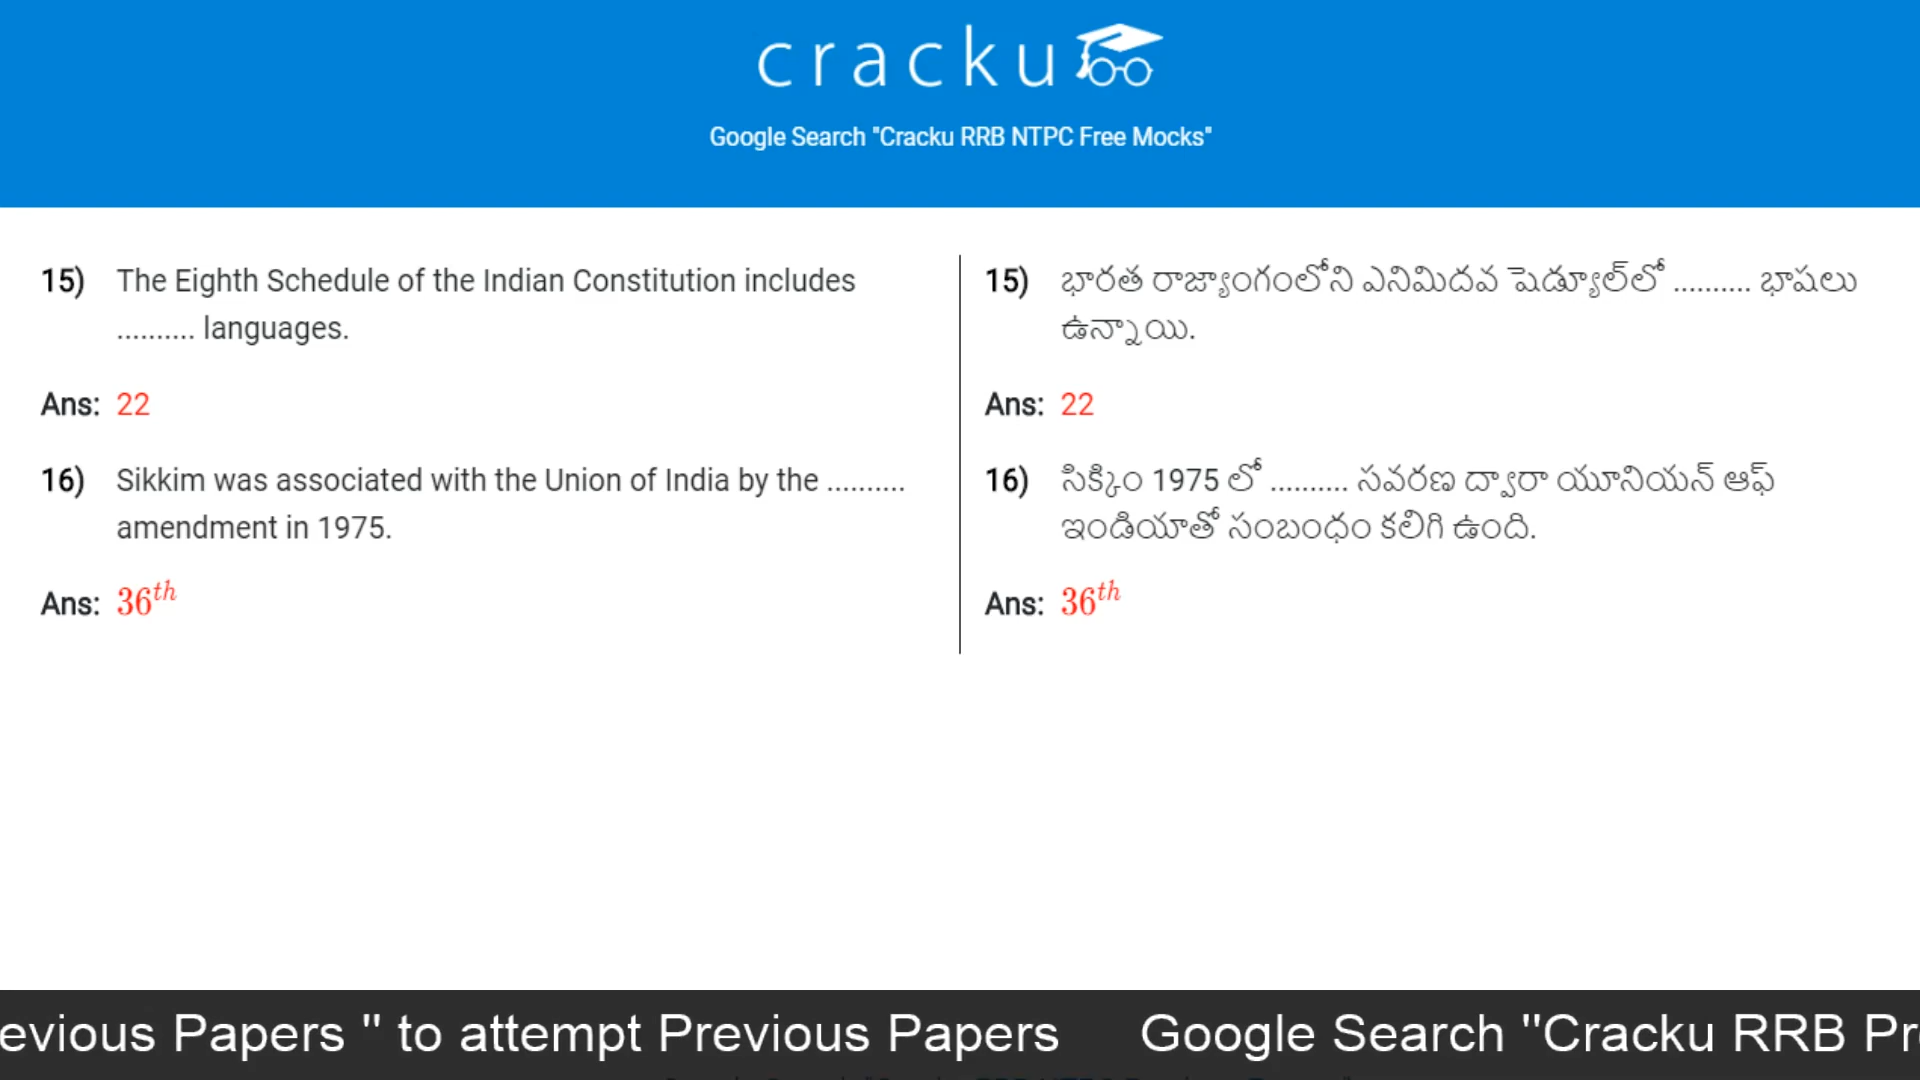 cracku
Google Search "Cracku RRB NTPC Free Mocks"
15) The Eighth Schedule of the Indian Constitution includes
.......... languages.
Ans: 22
16) Sikkim was associated with the Union of India by the ..........
amendment in 1975.
Ans: 36th
15) భారత రాజ్యాంగంలోని ఎనిమిదవ షెడ్యూల్‌లో .......... భాషలు
ఉన్నాయి.
Ans: 22
16) సిక్కిం 1975 లో .......... సవరణ ద్వారా యూనియన్ ఆఫ్
ఇండియాతో సంబంధం కలిగి ఉంది.
Ans: 36th
evious Papers " to attempt Previous Papers Google Search "Cracku RRB Pr